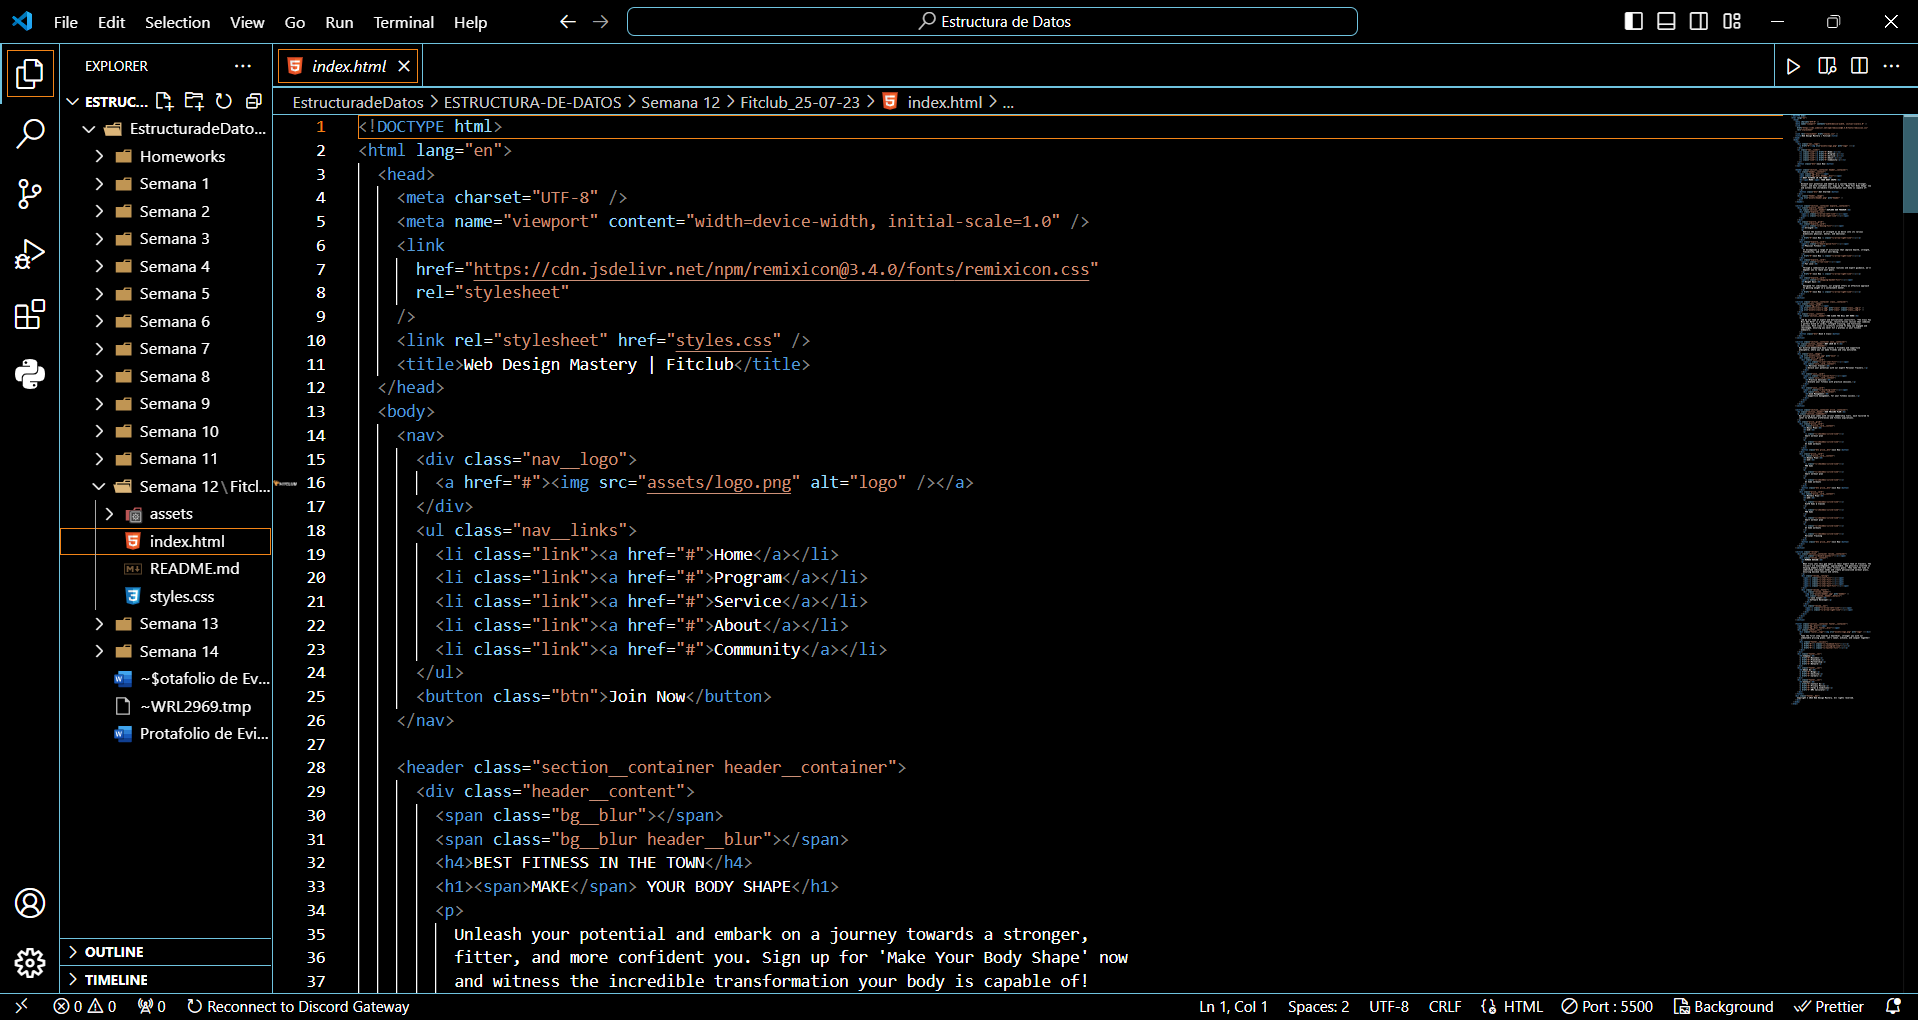 File Edit Selection View Go Run Terminal Help
Estructura de Datos
EXPLORER
index.html
ESTRUC...
EstructuradeDatos > ESTRUCTURA-DE-DATOS > Semana 12 > Fitclub_25-07-23 > index.html > ...
EstructuradeDato...
Homeworks
Semana 1
Semana 2
Semana 3
Semana 4
Semana 5
Semana 6
Semana 7
Semana 8
Semana 9
Semana 10
Semana 11
Semana 12\Fitcl...
assets
index.html
README.md
styles.css
Semana 13
Semana 14
~$otafolio de Ev...
~WRL2969.tmp
Protafolio de Evi...
OUTLINE
TIMELINE
1 <!DOCTYPE html>
2 <html lang="en">
3 <head>
4 <meta charset="UTF-8" />
5 <meta name="viewport" content="width=device-width, initial-scale=1.0" />
6 <link
7 href="https://cdn.jsdelivr.net/npm/remixicon@3.4.0/fonts/remixicon.css"
8 rel="stylesheet"
9 />
10 <link rel="stylesheet" href="styles.css" />
11 <title>Web Design Mastery | Fitclub</title>
12 </head>
13 <body>
14 <nav>
15 <div class="nav__logo">
16 <a href="#"><img src="assets/logo.png" alt="logo" /></a>
17 </div>
18 <ul class="nav__links">
19 <li class="link"><a href="#">Home</a></li>
20 <li class="link"><a href="#">Program</a></li>
21 <li class="link"><a href="#">Service</a></li>
22 <li class="link"><a href="#">About</a></li>
23 <li class="link"><a href="#">Community</a></li>
24 </ul>
25 <button class="btn">Join Now</button>
26 </nav>
27
28 <header class="section__container header__container">
29 <div class="header__content">
30 <span class="bg__blur"></span>
31 <span class="bg__blur header__blur"></span>
32 <h4>BEST FITNESS IN THE TOWN</h4>
33 <h1><span>MAKE</span> YOUR BODY SHAPE</h1>
34 <p>
35 Unleash your potential and embark on a journey towards a stronger,
36 fitter, and more confident you. Sign up for 'Make Your Body Shape' now
37 and witness the incredible transformation your body is capable of!
0 0 0 Reconnect to Discord Gateway Ln 1, Col 1 Spaces: 2 UTF-8 CRLF HTML Port : 5500 Background Prettier